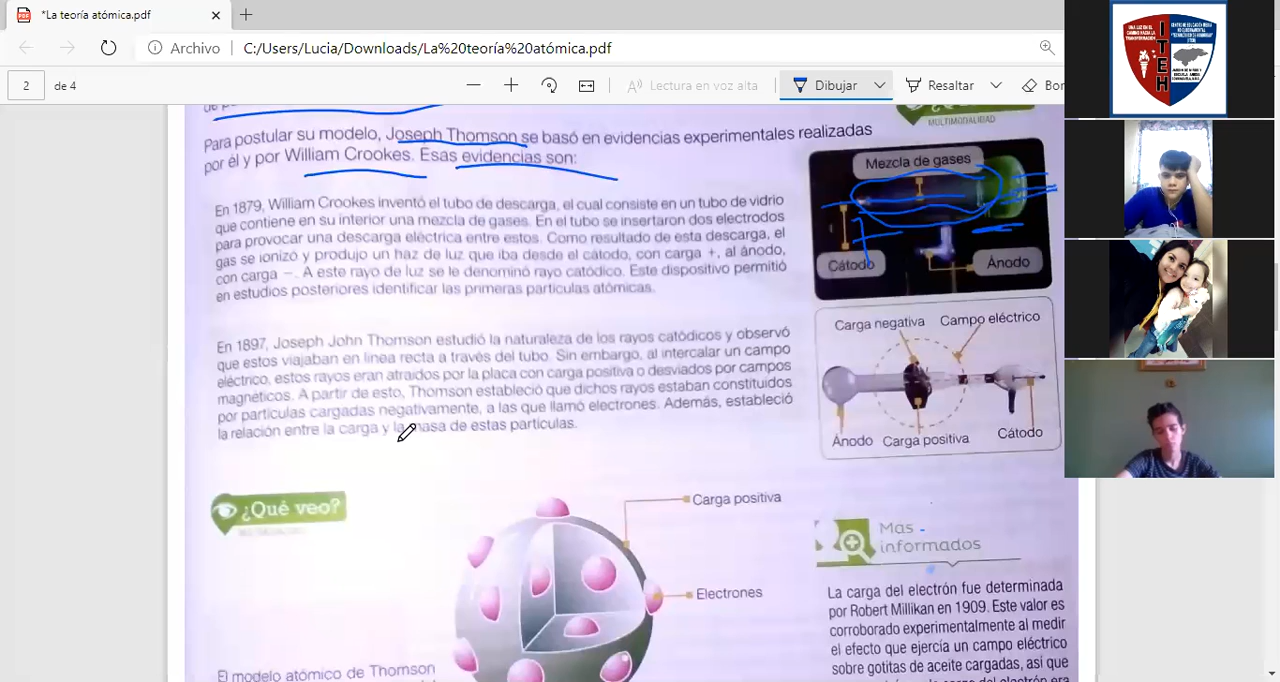 *La teoría atómica.pdf
Archivo
C:/Users/Lucia/Downloads/La%20teoría%20atómica.pdf
2 de 4
Lectura en voz alta
Dibujar
Resaltar
MULTIMODALIDAD
Para postular su modelo, Joseph Thomson se basó en evidencias experimentales realizadas
por él y por William Crookes. Esas evidencias son:
En 1879, William Crookes inventó el tubo de descarga, el cual consiste en un tubo de vidrio
que contiene en su interior una mezcla de gases. En el tubo se insertaron dos electrodos
para provocar una descarga eléctrica entre estos. Como resultado de esta descarga, el
gas se ionizó y produjo un haz de luz que iba desde el cátodo, con carga +, al ánodo,
con carga −. A este rayo de luz se le denominó rayo catódico. Este dispositivo permitió
en estudios posteriores identificar las primeras partículas atómicas.
Mezcla de gases
Cátodo
Ánodo
En 1897, Joseph John Thomson estudió la naturaleza de los rayos catódicos y observó
que estos viajaban en línea recta a través del tubo. Sin embargo, al intercalar un campo
eléctrico, estos rayos eran atraídos por la placa con carga positiva o desviados por campos
magnéticos. A partir de esto, Thomson estableció que dichos rayos estaban constituidos
por partículas cargadas negativamente, a las que llamó electrones. Además, estableció
la relación entre la carga y la masa de estas partículas.
Carga negativa
Campo eléctrico
Ánodo
Carga positiva
Cátodo
¿Qué veo?
Carga positiva
Electrones
El modelo atómico de Thomson
Más
informados
La carga del electrón fue determinada
por Robert Millikan en 1909. Este valor es
corroborado experimentalmente al medir
el efecto que ejercía un campo eléctrico
sobre gotitas de aceite cargadas, así que
ITEH